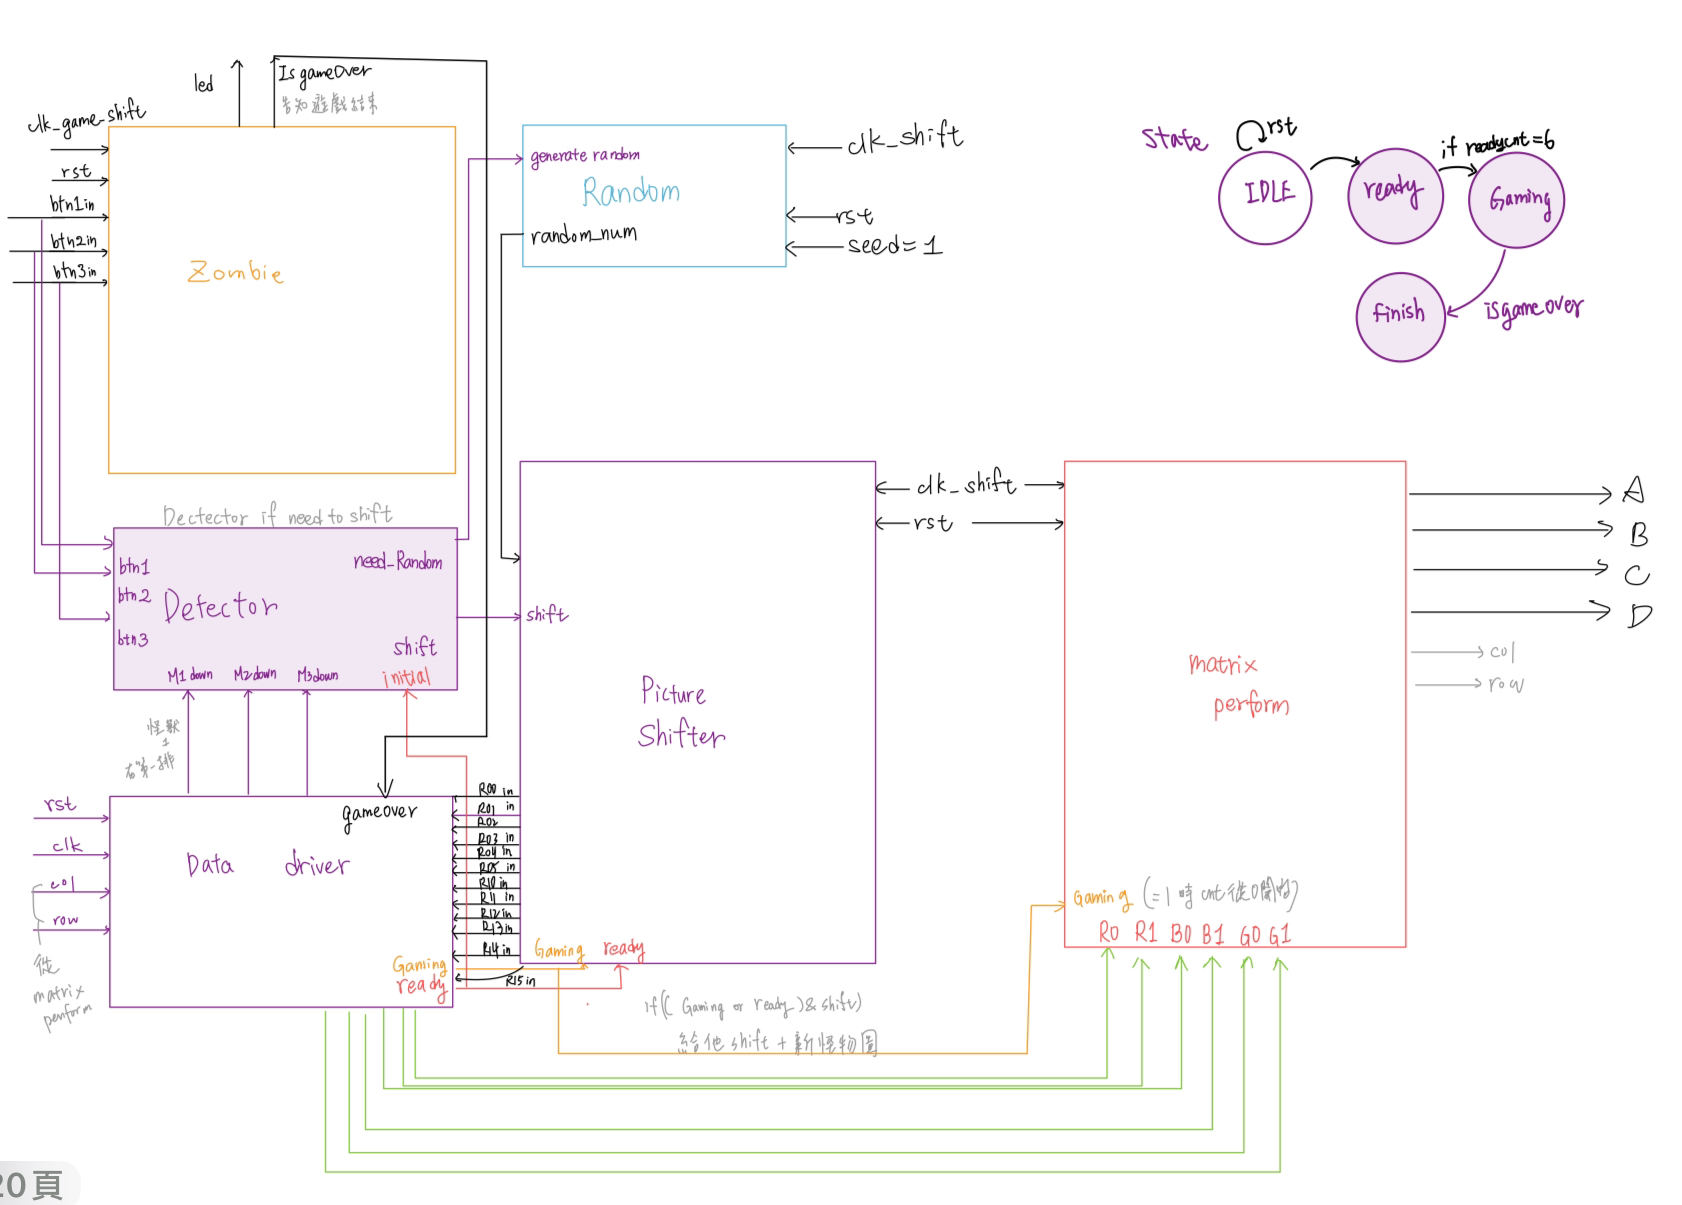 led
Is gameOver
告知遊戲結束
clk_game_shift
rst
btn1in
btn2in
btn3in
Zombie
generate random
Random
random_num
clk_shift
rst
seed=1
State
rst
IDLE
ready
if readycnt=6
Gaming
finish
isgameover
Dectector if need to shift
need_Random
btn1
btn2
Detector
btn3
shift
M1 down
M2 down
M3 down
initial
shift
Picture
Shifter
clk_shift
rst
matrix
perform
A
B
C
D
col
row
怪獸
1
右第一排
rst
clk
col
row
從
matrix
perform
gameover
Data driver
Gaming
ready
R00 in
R01 in
R02
R03 in
R04 in
R05 in
R10 in
R11 in
R12 in
R13 in
R14 in
R15 in
Gaming
ready
if(( Gaming or ready )& shift)
給他 shift + 新怪物圖
Gaming (=1 時 cnt 從0開始)
R0 R1 B0 B1 G0 G1
20頁